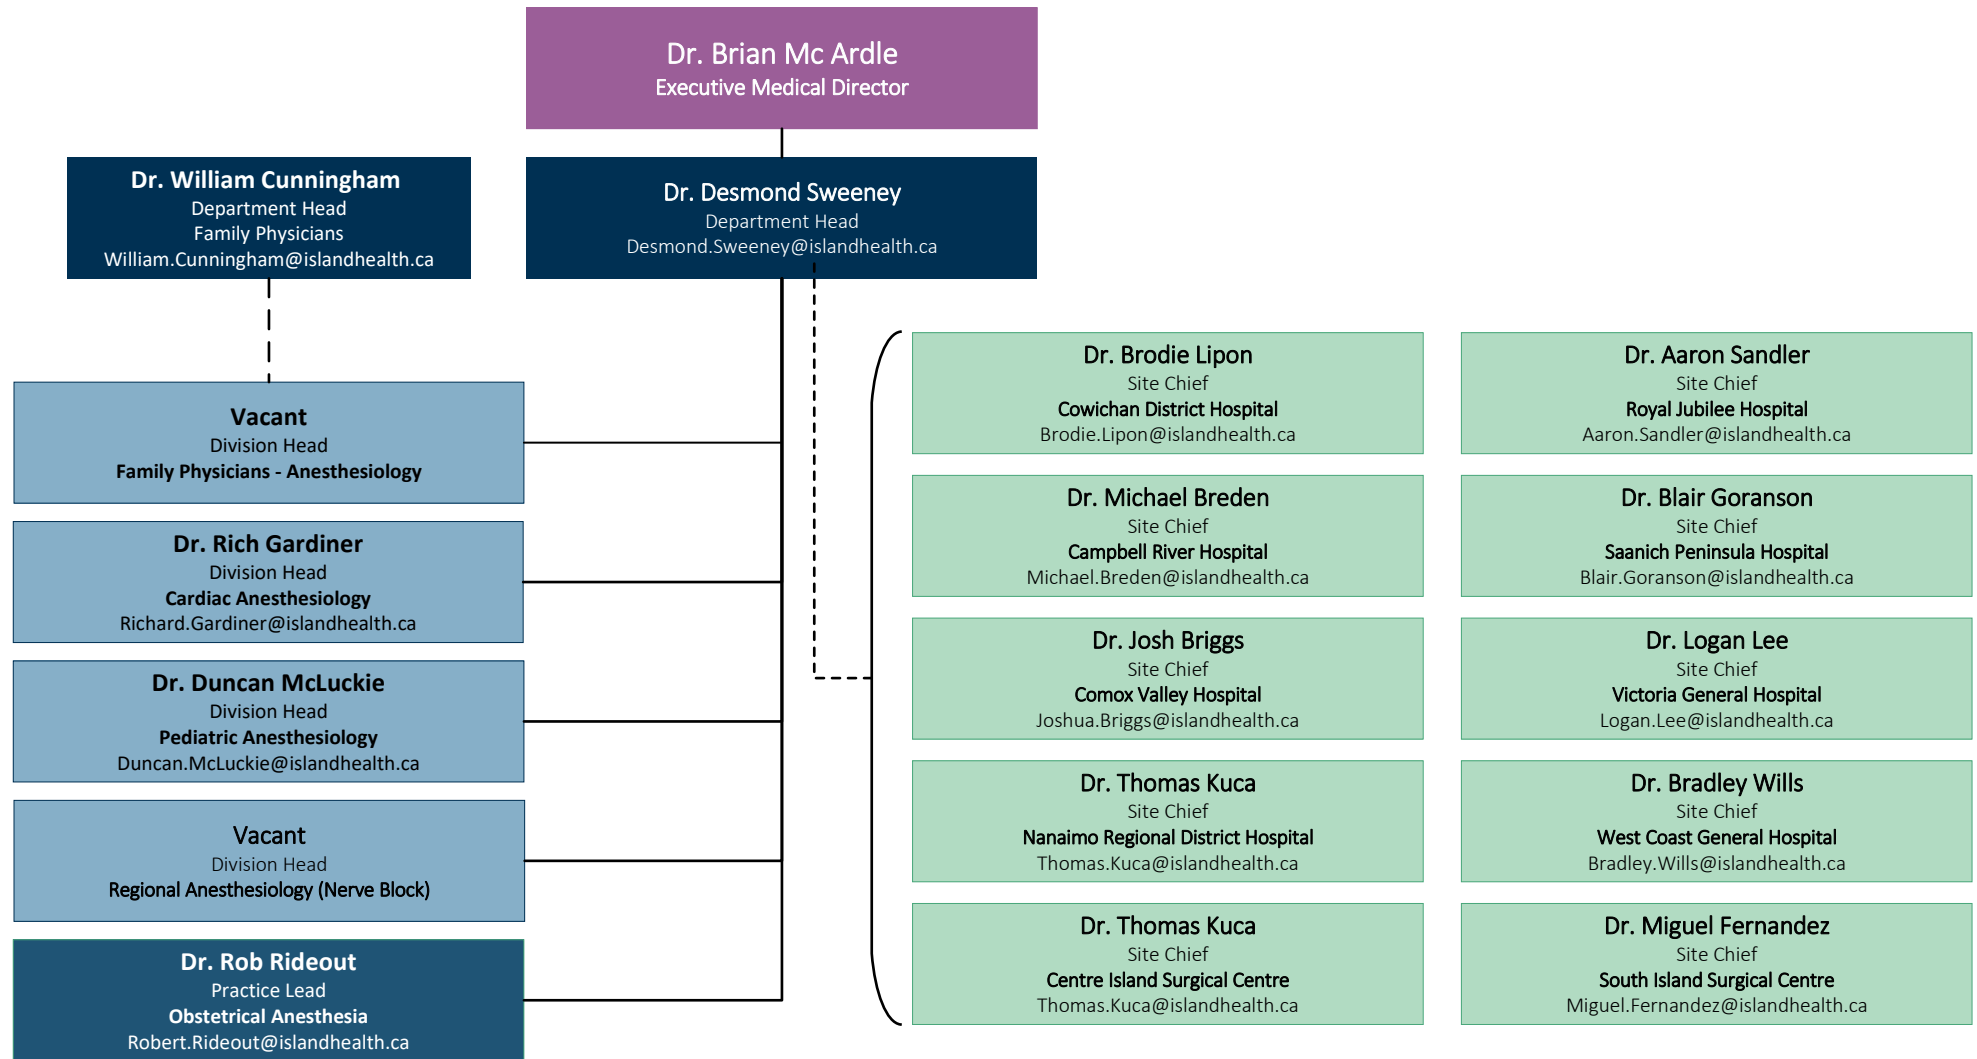 Dr. Brian Mc Ardle
Executive Medical Director
Dr. William Cunningham
Department Head
Family Physicians
William.Cunningham@islandhealth.ca
Dr. Desmond Sweeney
Department Head
Desmond.Sweeney@islandhealth.ca
Vacant
Division Head
Family Physicians - Anesthesiology
Dr. Rich Gardiner
Division Head
Cardiac Anesthesiology
Richard.Gardiner@islandhealth.ca
Dr. Duncan McLuckie
Division Head
Pediatric Anesthesiology
Duncan.McLuckie@islandhealth.ca
Vacant
Division Head
Regional Anesthesiology (Nerve Block)
Dr. Rob Rideout
Practice Lead
Obstetrical Anesthesia
Robert.Rideout@islandhealth.ca
Dr. Brodie Lipon
Site Chief
Cowichan District Hospital
Brodie.Lipon@islandhealth.ca
Dr. Michael Breden
Site Chief
Campbell River Hospital
Michael.Breden@islandhealth.ca
Dr. Josh Briggs
Site Chief
Comox Valley Hospital
Joshua.Briggs@islandhealth.ca
Dr. Thomas Kuca
Site Chief
Nanaimo Regional District Hospital
Thomas.Kuca@islandhealth.ca
Dr. Thomas Kuca
Site Chief
Centre Island Surgical Centre
Thomas.Kuca@islandhealth.ca
Dr. Aaron Sandler
Site Chief
Royal Jubilee Hospital
Aaron.Sandler@islandhealth.ca
Dr. Blair Goranson
Site Chief
Saanich Peninsula Hospital
Blair.Goranson@islandhealth.ca
Dr. Logan Lee
Site Chief
Victoria General Hospital
Logan.Lee@islandhealth.ca
Dr. Bradley Wills
Site Chief
West Coast General Hospital
Bradley.Wills@islandhealth.ca
Dr. Miguel Fernandez
Site Chief
South Island Surgical Centre
Miguel.Fernandez@islandhealth.ca